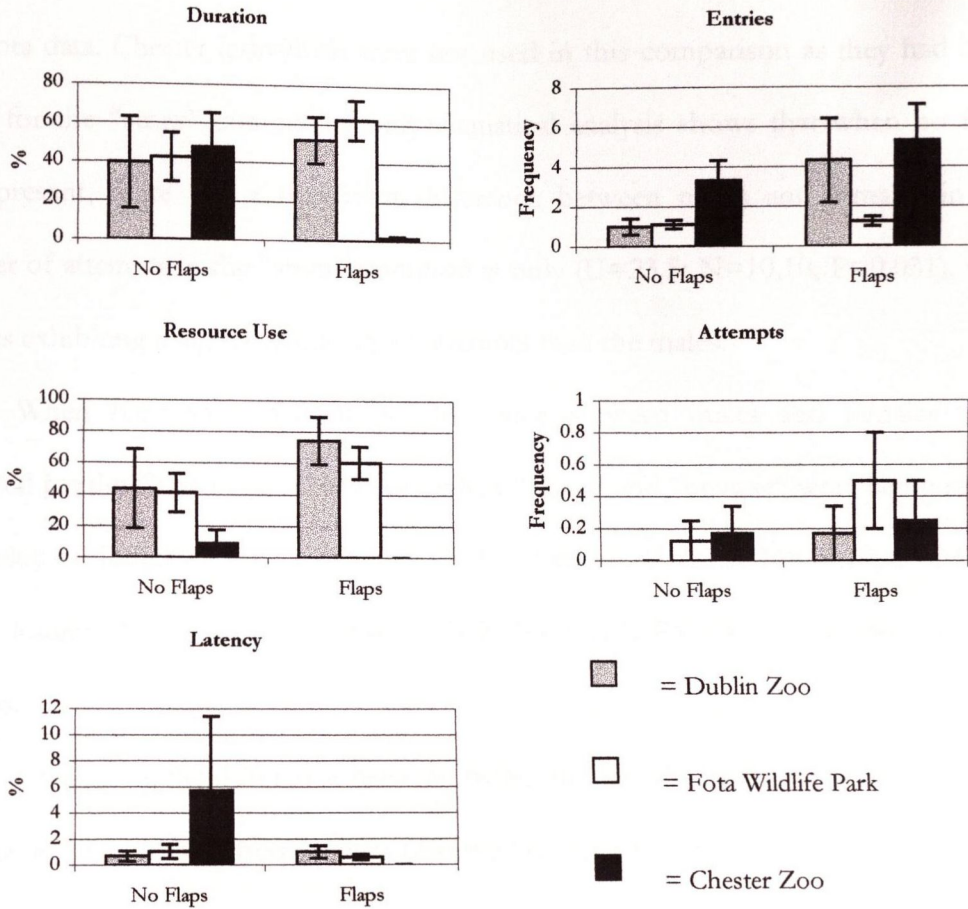 Duration
80
60
40
20
0
%
No Flaps
Flaps
Entries
8
6
4
2
0
Frequency
No Flaps
Flaps
Resource Use
100
80
60
40
20
0
%
No Flaps
Flaps
Attempts
1
0.8
0.6
0.4
0.2
0
Frequency
No Flaps
Flaps
Latency
12
10
8
6
4
2
0
%
No Flaps
Flaps
= Dublin Zoo
= Fota Wildlife Park
= Chester Zoo